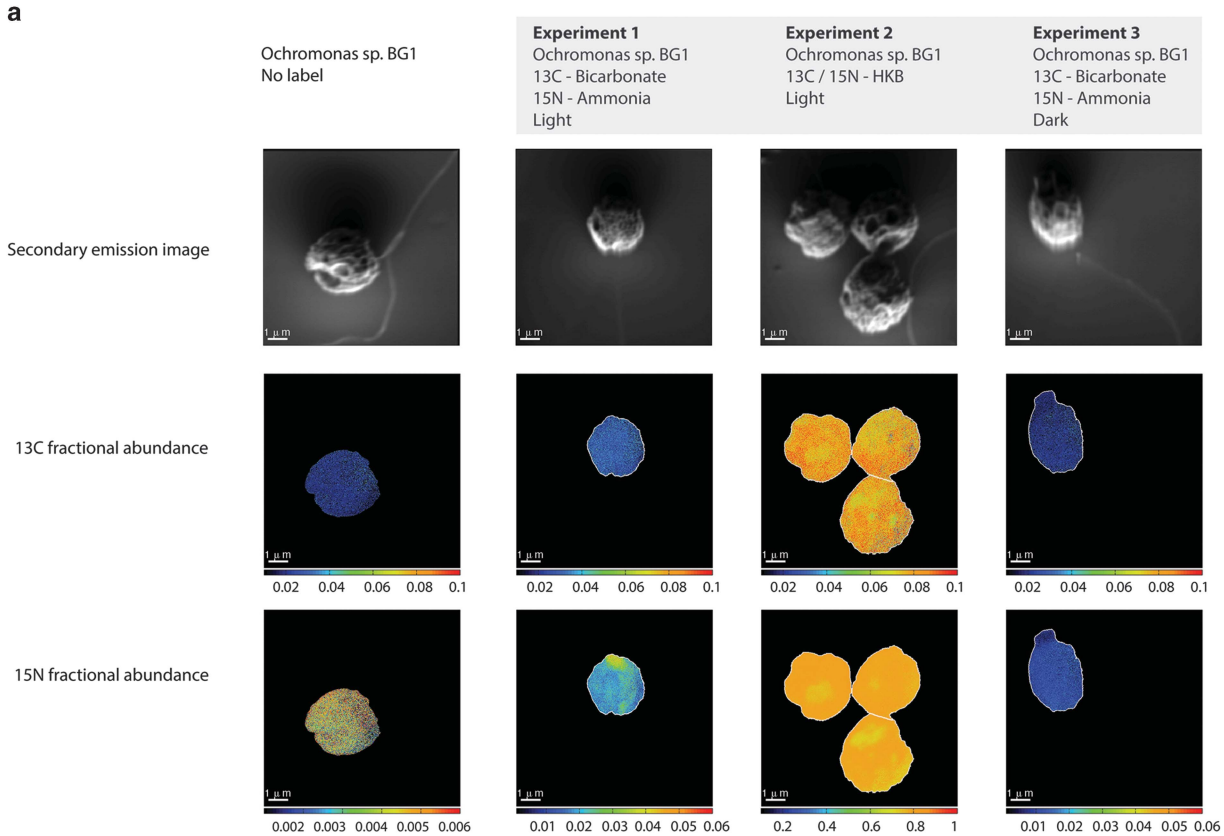 a
Ochromonas sp. BG1
No label
Experiment 1
Ochromonas sp. BG1
13C - Bicarbonate
15N - Ammonia
Light
Experiment 2
Ochromonas sp. BG1
13C / 15N - HKB
Light
Experiment 3
Ochromonas sp. BG1
13C - Bicarbonate
15N - Ammonia
Dark
Secondary emission image
1 μm
1 μm
1 μm
1 μm
13C fractional abundance
1 μm
1 μm
1 μm
1 μm
0.02 0.04 0.06 0.08 0.1
0.02 0.04 0.06 0.08 0.1
0.02 0.04 0.06 0.08 0.1
0.02 0.04 0.06 0.08 0.1
15N fractional abundance
1 μm
1 μm
1 μm
1 μm
0.002 0.003 0.004 0.005 0.006
0.01 0.02 0.03 0.04 0.05 0.06
0.2 0.4 0.6 0.8 1
0.01 0.02 0.03 0.04 0.05 0.06